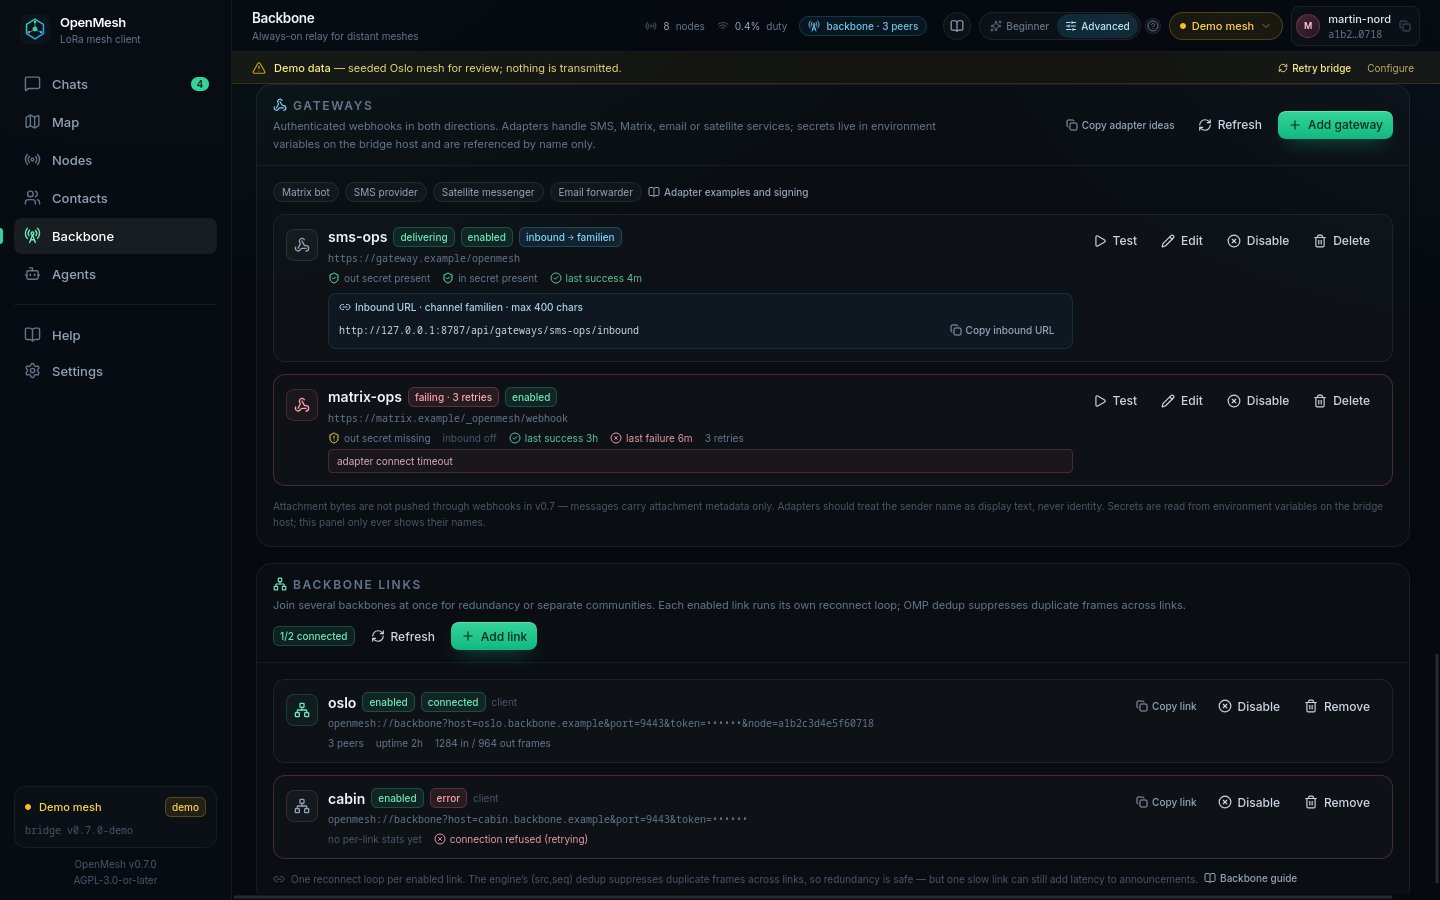 OpenMesh
LoRa mesh client
Chats
4
Map
Nodes
Contacts
Backbone
Agents
Help
Settings
Demo mesh
demo
bridge v0.7.0-demo
OpenMesh v0.7.0
AGPL-3.0-or-later
Backbone
Always-on relay for distant meshes
8 nodes
0.4% duty
backbone · 3 peers
Beginner
Advanced
Demo mesh
M
martin-nord
a1b2…0718
Demo data — seeded Oslo mesh for review; nothing is transmitted.
Retry bridge
Configure
GATEWAYS
Authenticated webhooks in both directions. Adapters handle SMS, Matrix, email or satellite services; secrets live in environment
variables on the bridge host and are referenced by name only.
Copy adapter ideas
Refresh
Add gateway
Matrix bot
SMS provider
Satellite messenger
Email forwarder
Adapter examples and signing
sms-ops
delivering
enabled
inbound → familien
Test
Edit
Disable
Delete
https://gateway.example/openmesh
out secret present
in secret present
last success 4m
Inbound URL · channel familien · max 400 chars
http://127.0.0.1:8787/api/gateways/sms-ops/inbound
Copy inbound URL
matrix-ops
failing · 3 retries
enabled
Test
Edit
Disable
Delete
https://matrix.example/_openmesh/webhook
out secret missing
inbound off
last success 3h
last failure 6m
3 retries
adapter connect timeout
Attachment bytes are not pushed through webhooks in v0.7 — messages carry attachment metadata only. Adapters should treat the sender name as display text, never identity. Secrets are read from environment variables on the bridge
host; this panel only ever shows their names.
BACKBONE LINKS
Join several backbones at once for redundancy or separate communities. Each enabled link runs its own reconnect loop; OMP dedup suppresses duplicate frames across links.
1/2 connected
Refresh
Add link
oslo
enabled
connected
client
Copy link
Disable
Remove
openmesh://backbone?host=oslo.backbone.example&port=9443&token=••••••&node=a1b2c3d4e5f60718
3 peers
uptime 2h
1284 in / 964 out frames
cabin
enabled
error
client
Copy link
Disable
Remove
openmesh://backbone?host=cabin.backbone.example&port=9443&token=••••••
no per-link stats yet
connection refused (retrying)
One reconnect loop per enabled link. The engine's (src,seq) dedup suppresses duplicate frames across links, so redundancy is safe — but one slow link can still add latency to announcements.
Backbone guide